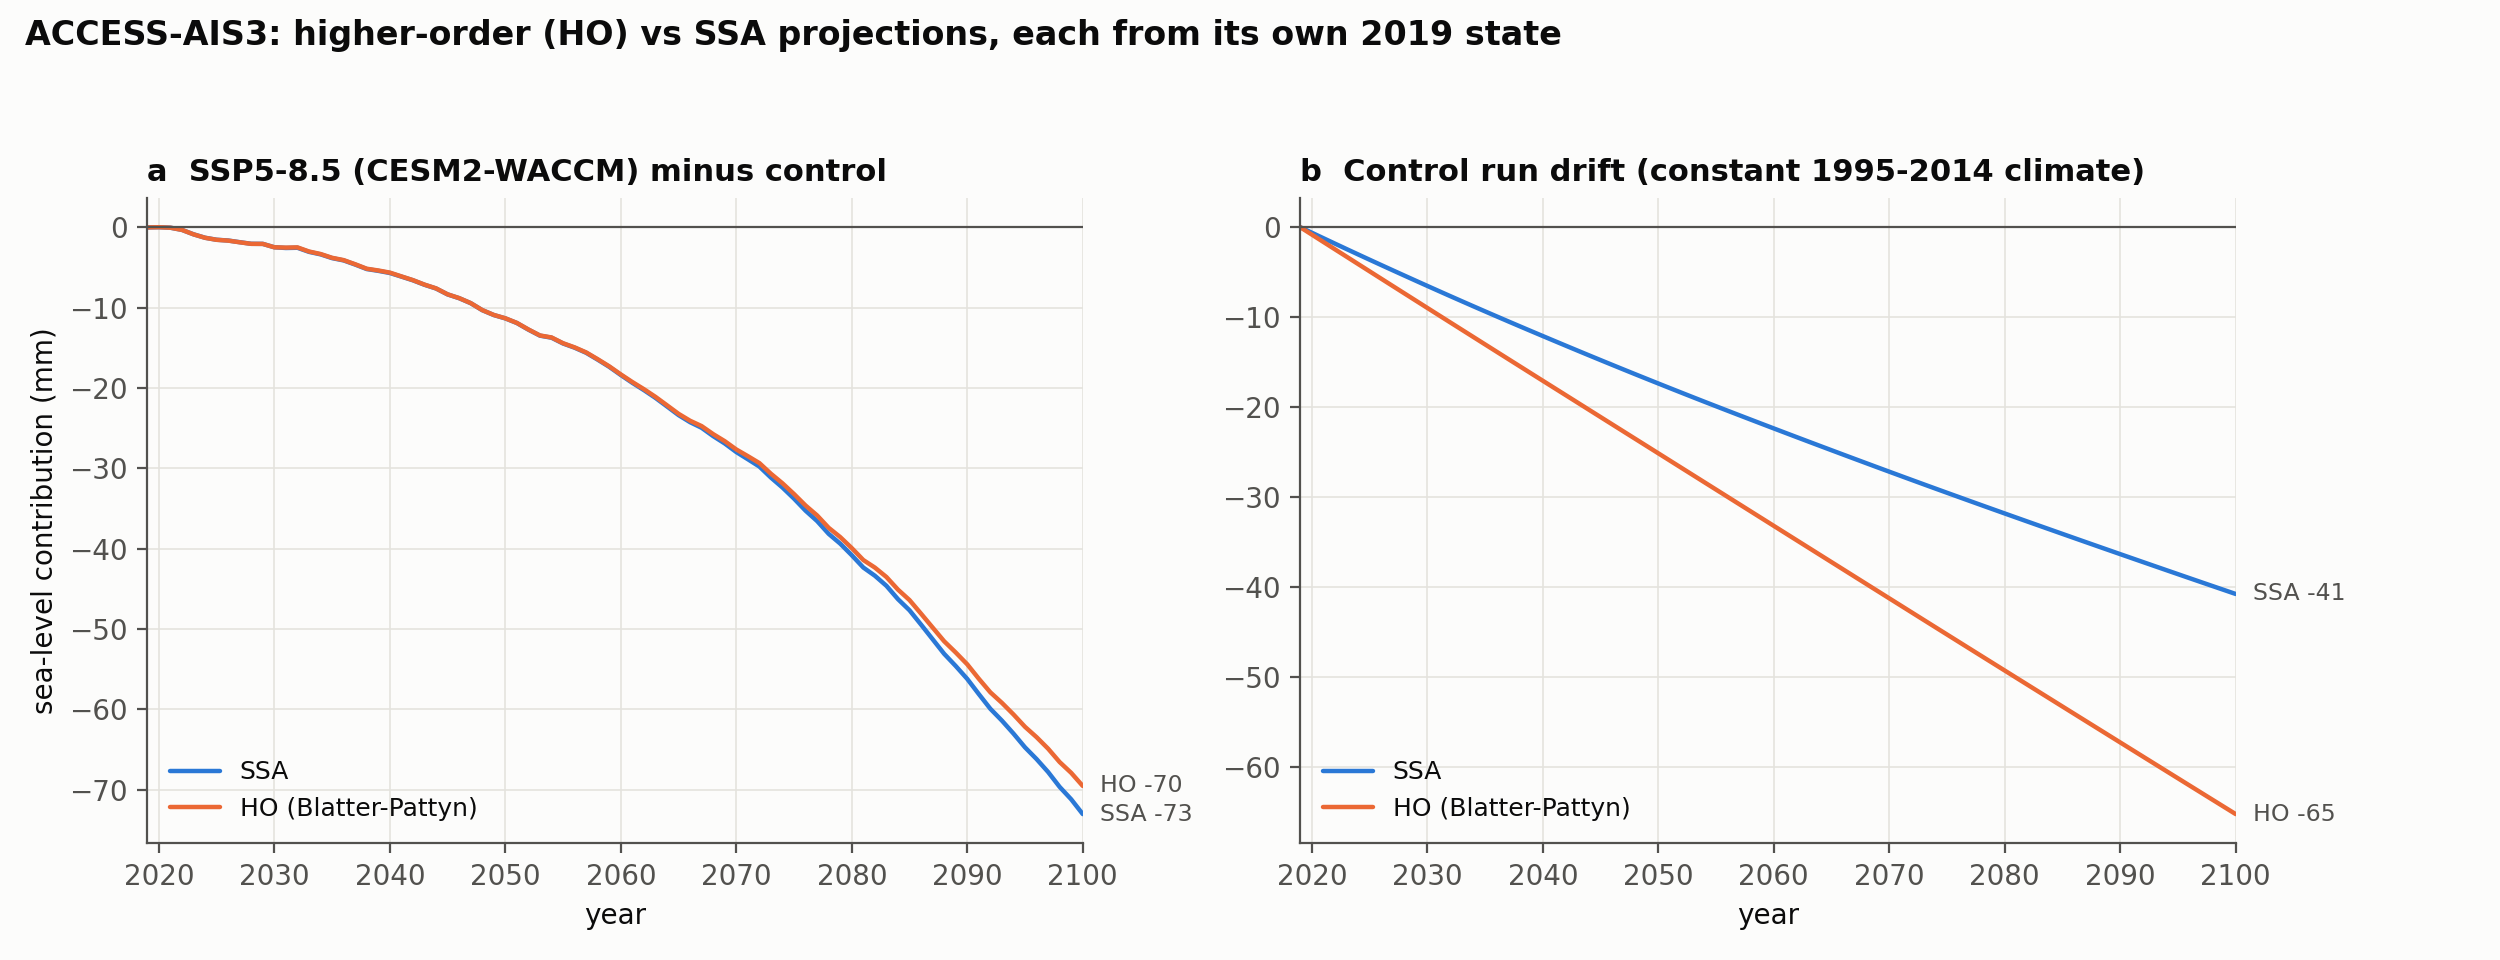 ACCESS-AIS3: higher-order (HO) vs SSA projections, each from its own 2019 state
a  SSP5-8.5 (CESM2-WACCM) minus control
0
−10
−20
−30
−40
−50
−60
−70
sea-level contribution (mm)
SSA
HO (Blatter-Pattyn)
HO -70
SSA -73
2020 2030 2040 2050 2060 2070 2080 2090 2100
year
b  Control run drift (constant 1995-2014 climate)
0
−10
−20
−30
−40
−50
−60
SSA -41
SSA
HO (Blatter-Pattyn)
HO -65
2020 2030 2040 2050 2060 2070 2080 2090 2100
year